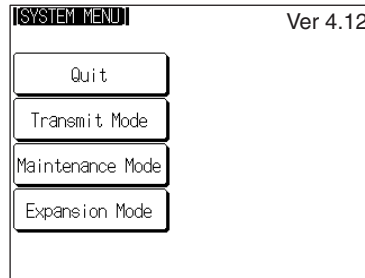 SYSTEM MENU
Ver 4.12
Quit
Transmit Mode
Maintenance Mode
Expansion Mode